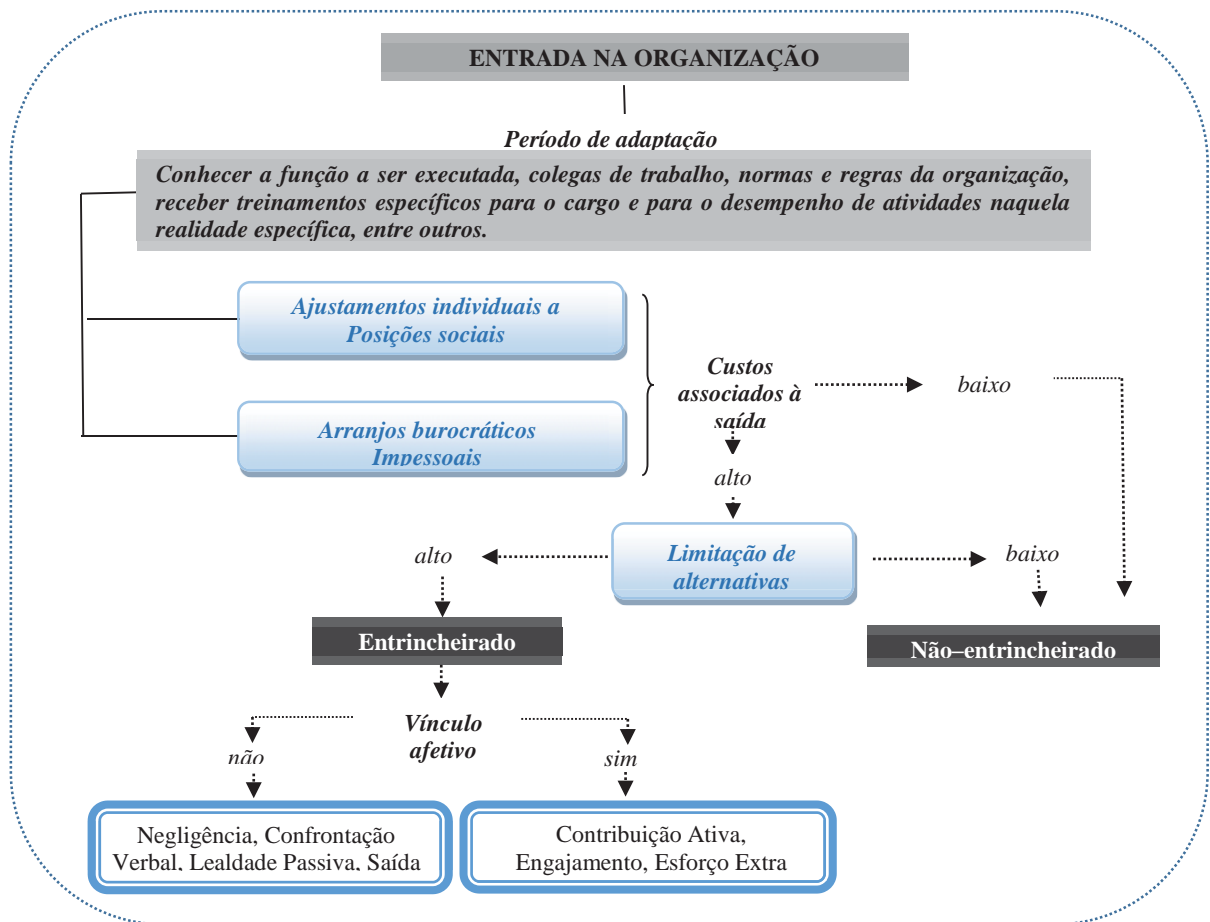 ENTRADA NA ORGANIZAÇÃO
Período de adaptação
Conhecer a função a ser executada, colegas de trabalho, normas e regras da organização,
receber treinamentos específicos para o cargo e para o desempenho de atividades naquela
realidade específica, entre outros.
Ajustamentos individuais a
Posições sociais
Arranjos burocráticos
Impessoais
Custos
associados à
saída
baixo
alto
Limitação de
alternativas
alto
baixo
Entrincheirado
Não–entrincheirado
Vínculo
afetivo
não
sim
Negligência, Confrontação
Verbal, Lealdade Passiva, Saída
Contribuição Ativa,
Engajamento, Esforço Extra